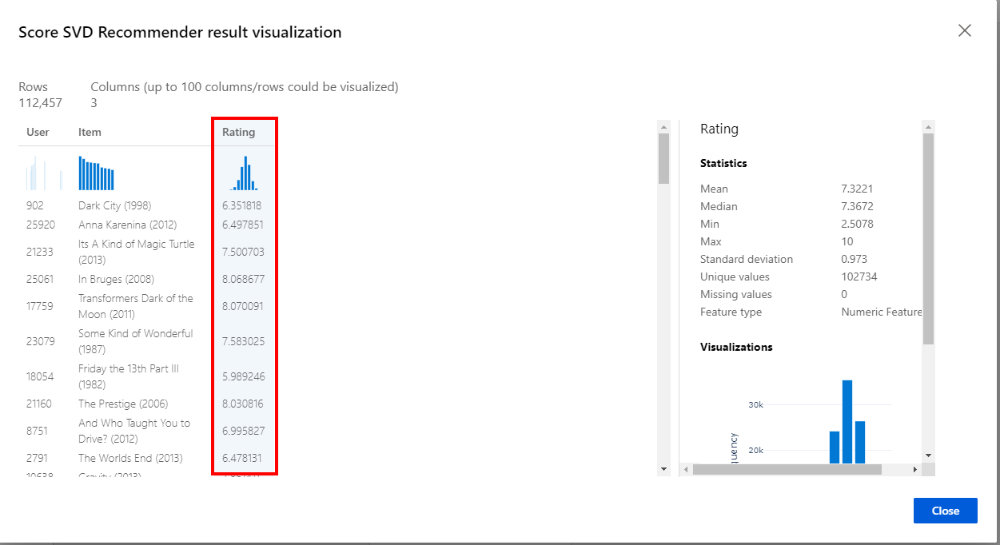 Score SVD Recommender result visualization
Rows
Columns (up to 100 columns/rows could be visualized)
112,457
3
User Item Rating
902 Dark City (1998) 6.351818
25920 Anna Karenina (2012) 6.497851
21233 Its A Kind of Magic Turtle (2013) 7.500703
25061 In Bruges (2008) 8.068677
17759 Transformers Dark of the Moon (2011) 8.070091
23079 Some Kind of Wonderful (1987) 7.583025
18054 Friday the 13th Part III (1982) 5.989246
21160 The Prestige (2006) 8.030816
8751 And Who Taught You to Drive? (2012) 6.995827
2791 The Worlds End (2013) 6.478131
10638 Gravity (2013)
Rating
Statistics
Mean 7.3221
Median 7.3672
Min 2.5078
Max 10
Standard deviation 0.973
Unique values 102734
Missing values 0
Feature type Numeric Feature
Visualizations
30k
20k
quency
Close